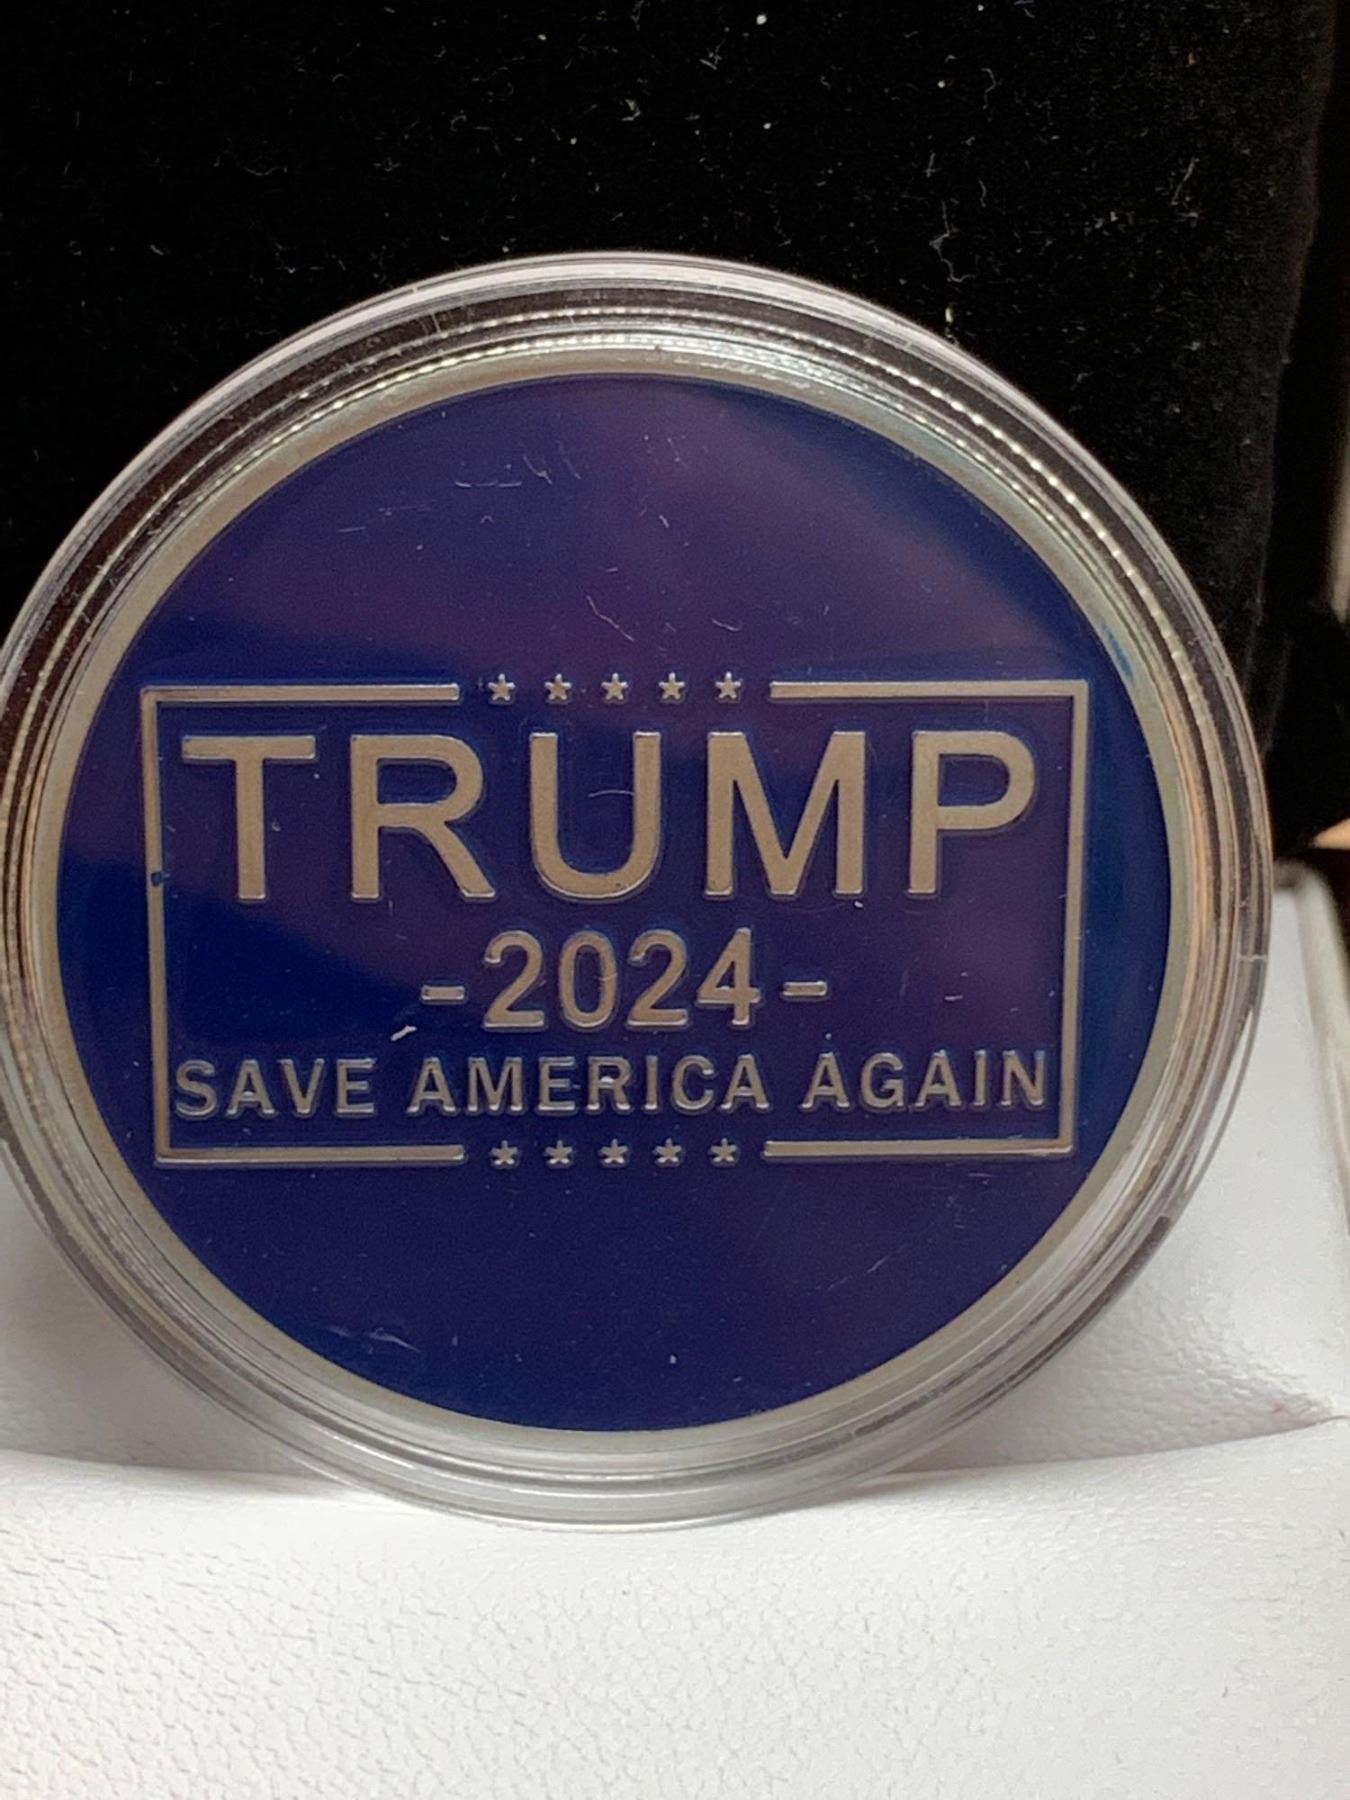 TRUMP
-2024-
SAVE AMERICA AGAIN